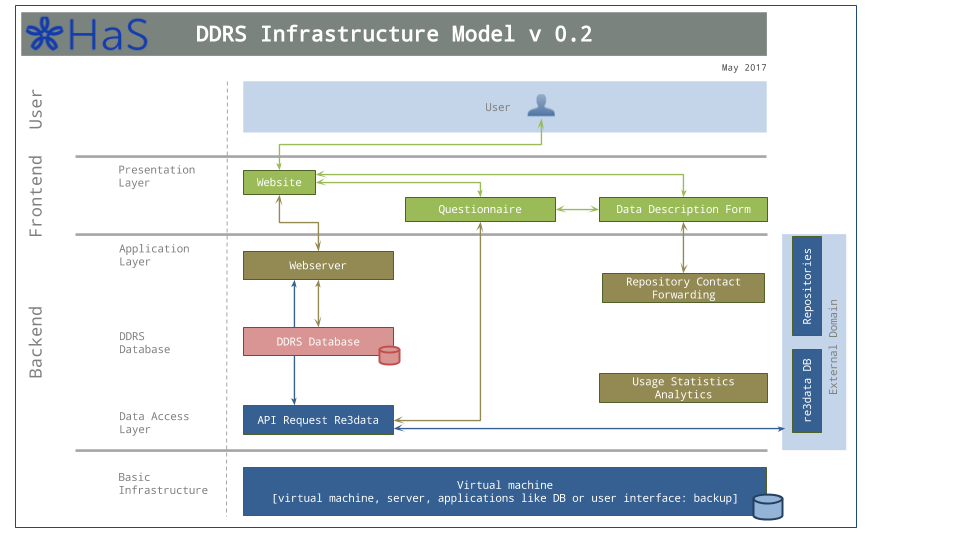 HaS
DDRS Infrastructure Model v 0.2
May 2017
User
User
Frontend
Presentation
Layer
Website
Questionnaire
Data Description Form
Backend
Application
Layer
Webserver
Repository Contact
Forwarding
DDRS
Database
DDRS Database
Usage Statistics
Analytics
Data Access
Layer
API Request Re3data
Repositories
re3data DB
External Domain
Basic
Infrastructure
Virtual machine
[virtual machine, server, applications like DB or user interface: backup]